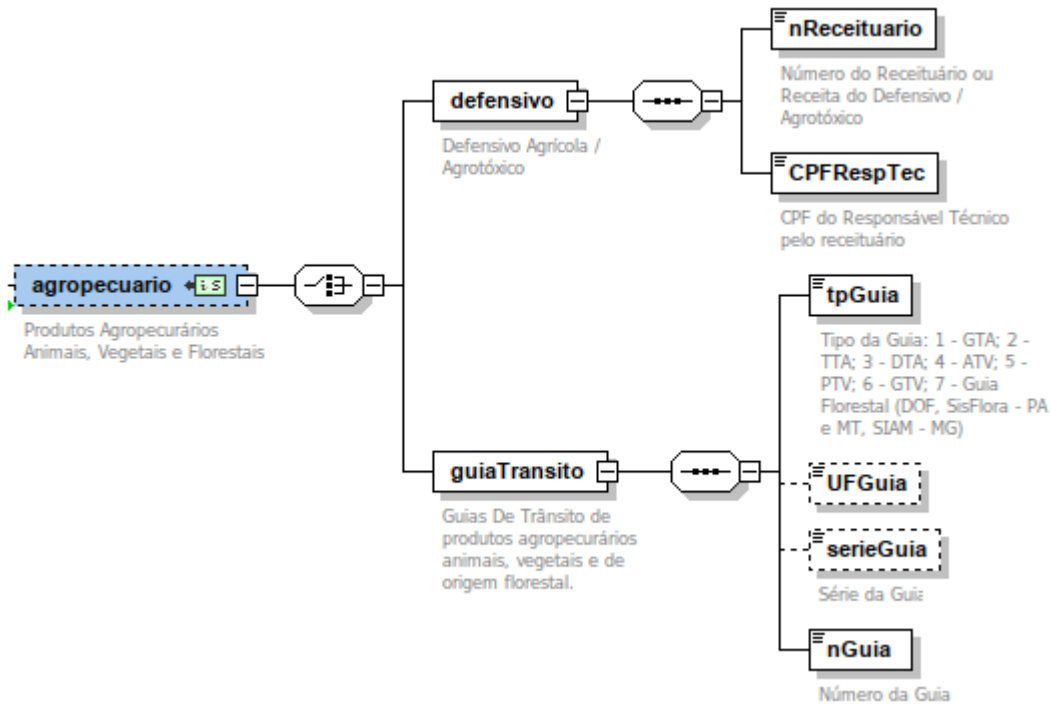 nReceituario
Número do Receituário ou
Receita do Defensivo /
Agrotóxico
defensivo
Defensivo Agrícola /
Agrotóxico
CPFRespTec
CPF do Responsável Técnico
pelo receituário
agropecuario
is
Produtos Agropecurários
Animais, Vegetais e Florestais
tpGuia
Tipo da Guia: 1 - GTA; 2 -
TTA; 3 - DTA; 4 - ATV; 5 -
PTV; 6 - GTV; 7 - Guia
Florestal (DOF, SisFlora - PA
e MT, SIAM - MG)
guiaTransito
Guias De Trânsito de
produtos agropecurários
animais, vegetais e de
origem florestal.
UFGuia
serieGuia
Série da Guia
nGuia
Número da Guia